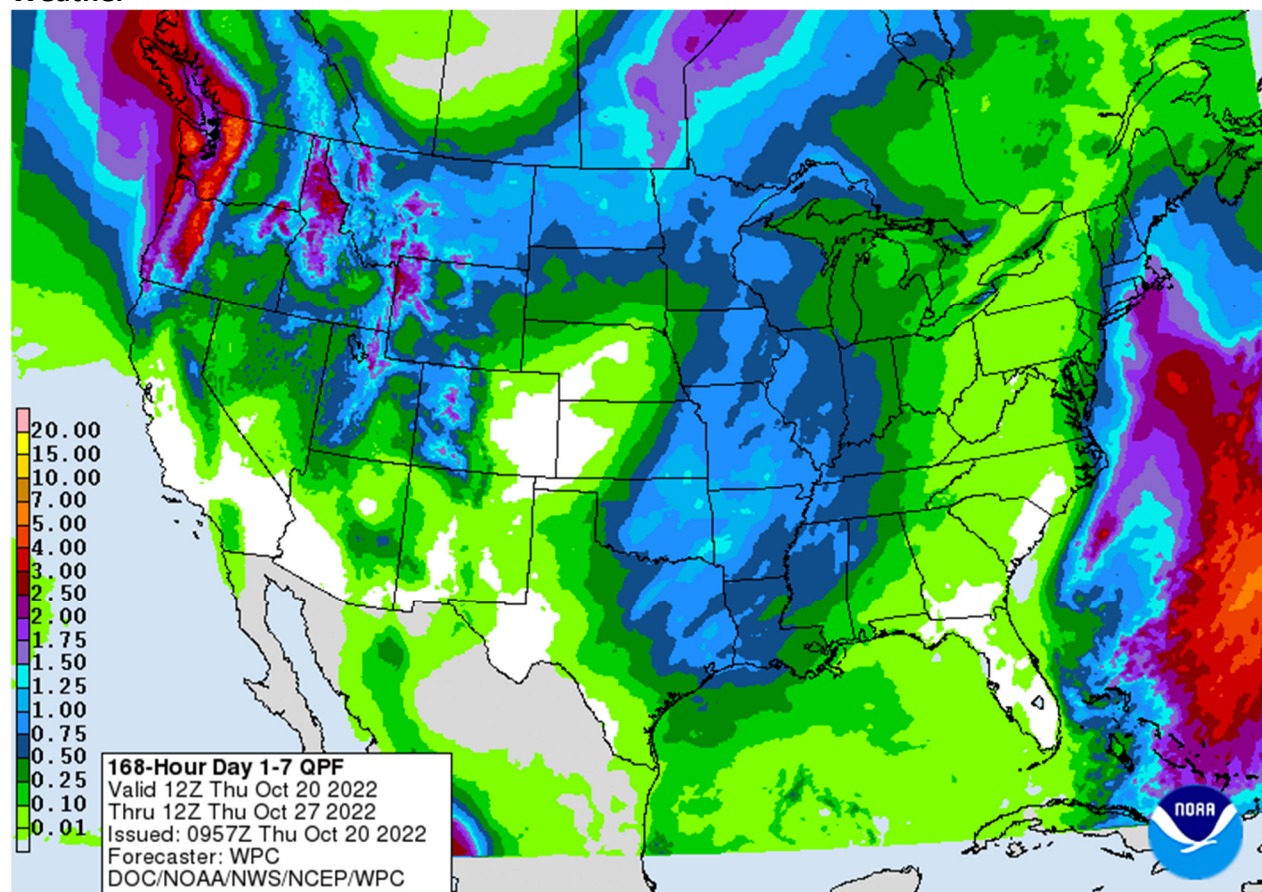 Weather
20.00
15.00
10.00
7.00
5.00
4.00
3.00
2.50
2.00
1.75
1.50
1.25
1.00
0.75
0.50
0.25
0.10
0.01
168-Hour Day 1-7 QPF
Valid 12Z Thu Oct 20 2022
Thru 12Z Thu Oct 27 2022
Issued: 0957Z Thu Oct 20 2022
Forecaster: WPC
DOC/NOAA/NWS/NCEP/WPC
NOAA